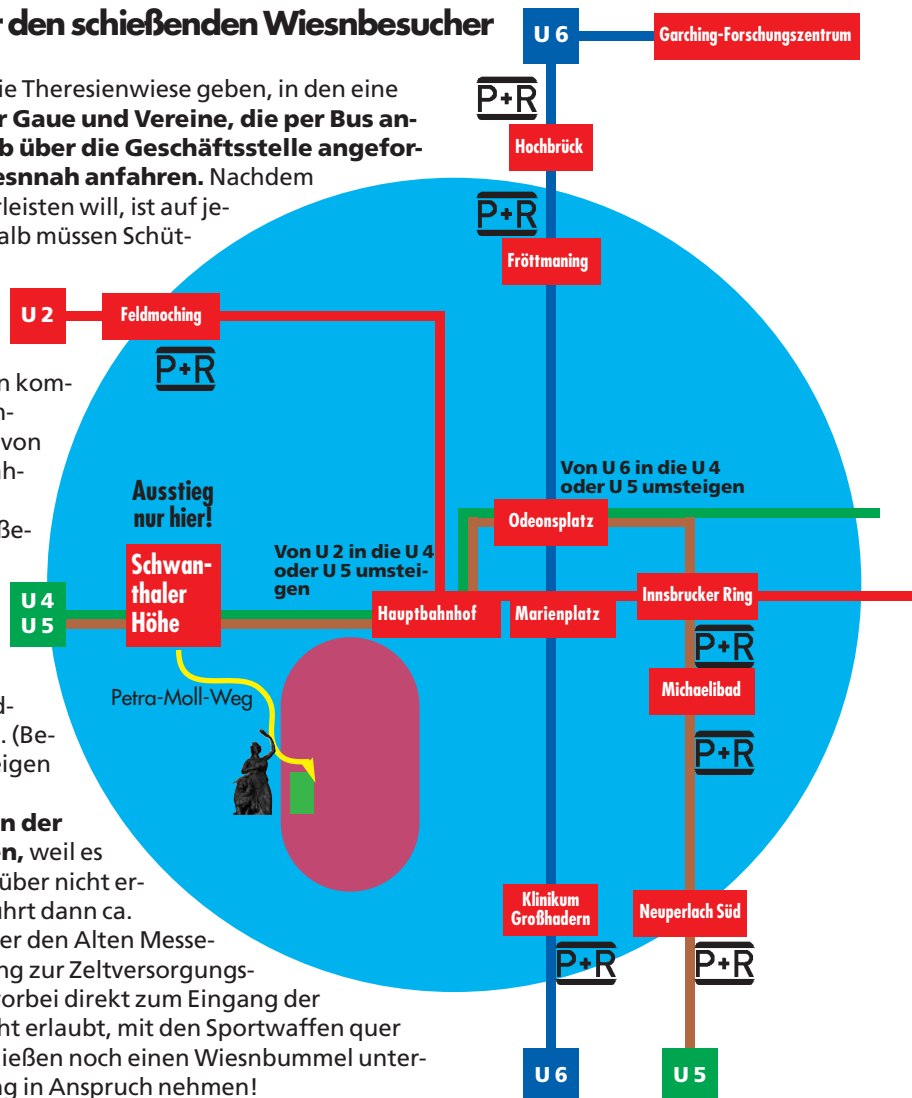 r den schießenden Wiesnbesucher
ie Theresienwiese geben, in den eine
r Gaue und Vereine, die per Bus an-
b über die Geschäftsstelle angefor-
esnnah anfahren. Nachdem
rleisten will, ist auf je-
alb müssen Schüt-
U 6
Garching-Forschungszentrum
P+R
Hochbrück
P+R
Fröttmaning
U 2
Feldmoching
P+R
n kom-
n-
von
h-
ße-
Ausstieg
nur hier!
Schwan-
thaler
Höhe
Von U 2 in die U 4
oder U 5 umstei-
gen
Von U 6 in die U 4
oder U 5 umsteigen
Odeonsplatz
U 4
U 5
Hauptbahnhof
Marienplatz
Innsbrucker Ring
P+R
Michaelibad
P+R
Petra-Moll-Weg
d-
. (Be-
eigen
n der
en, weil es
über nicht er-
ührt dann ca.
er den Alten Messe-
ng zur Zeltversorgungs-
vorbei direkt zum Eingang der
ht erlaubt, mit den Sportwaffen quer
ießen noch einen Wiesnbummel unter-
ng in Anspruch nehmen!
Klinikum
Großhadern
P+R
Neuperlach Süd
P+R
U 6
U 5